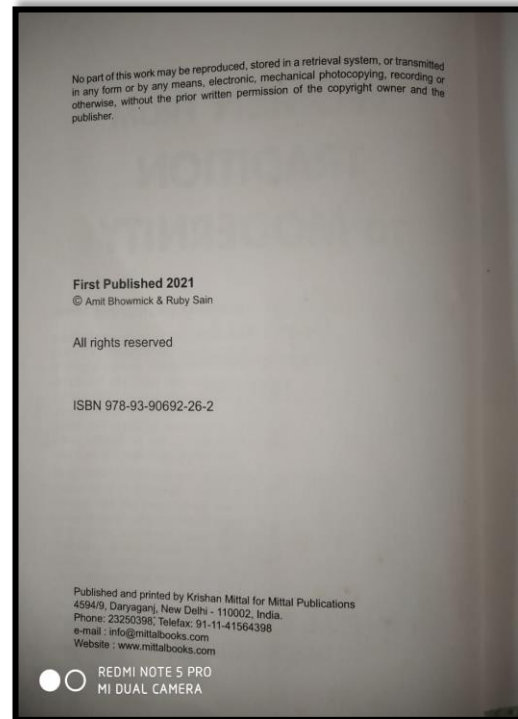 No part of this work may be reproduced, stored in a retrieval system, or transmitted
in any form or by any means, electronic, mechanical photocopying, recording or
otherwise, without the prior written permission of the copyright owner and the
publisher.
First Published 2021
© Amit Bhowmick & Ruby Sain
All rights reserved
ISBN 978-93-90692-26-2
Published and printed by Krishan Mittal for Mittal Publications
4594/9, Daryaganj, New Delhi - 110002, India.
Phone: 23250398, Telefax: 91-11-41564398
e-mail : info@mittalbooks.com
Website : www.mittalbooks.com
REDMI NOTE 5 PRO
MI DUAL CAMERA